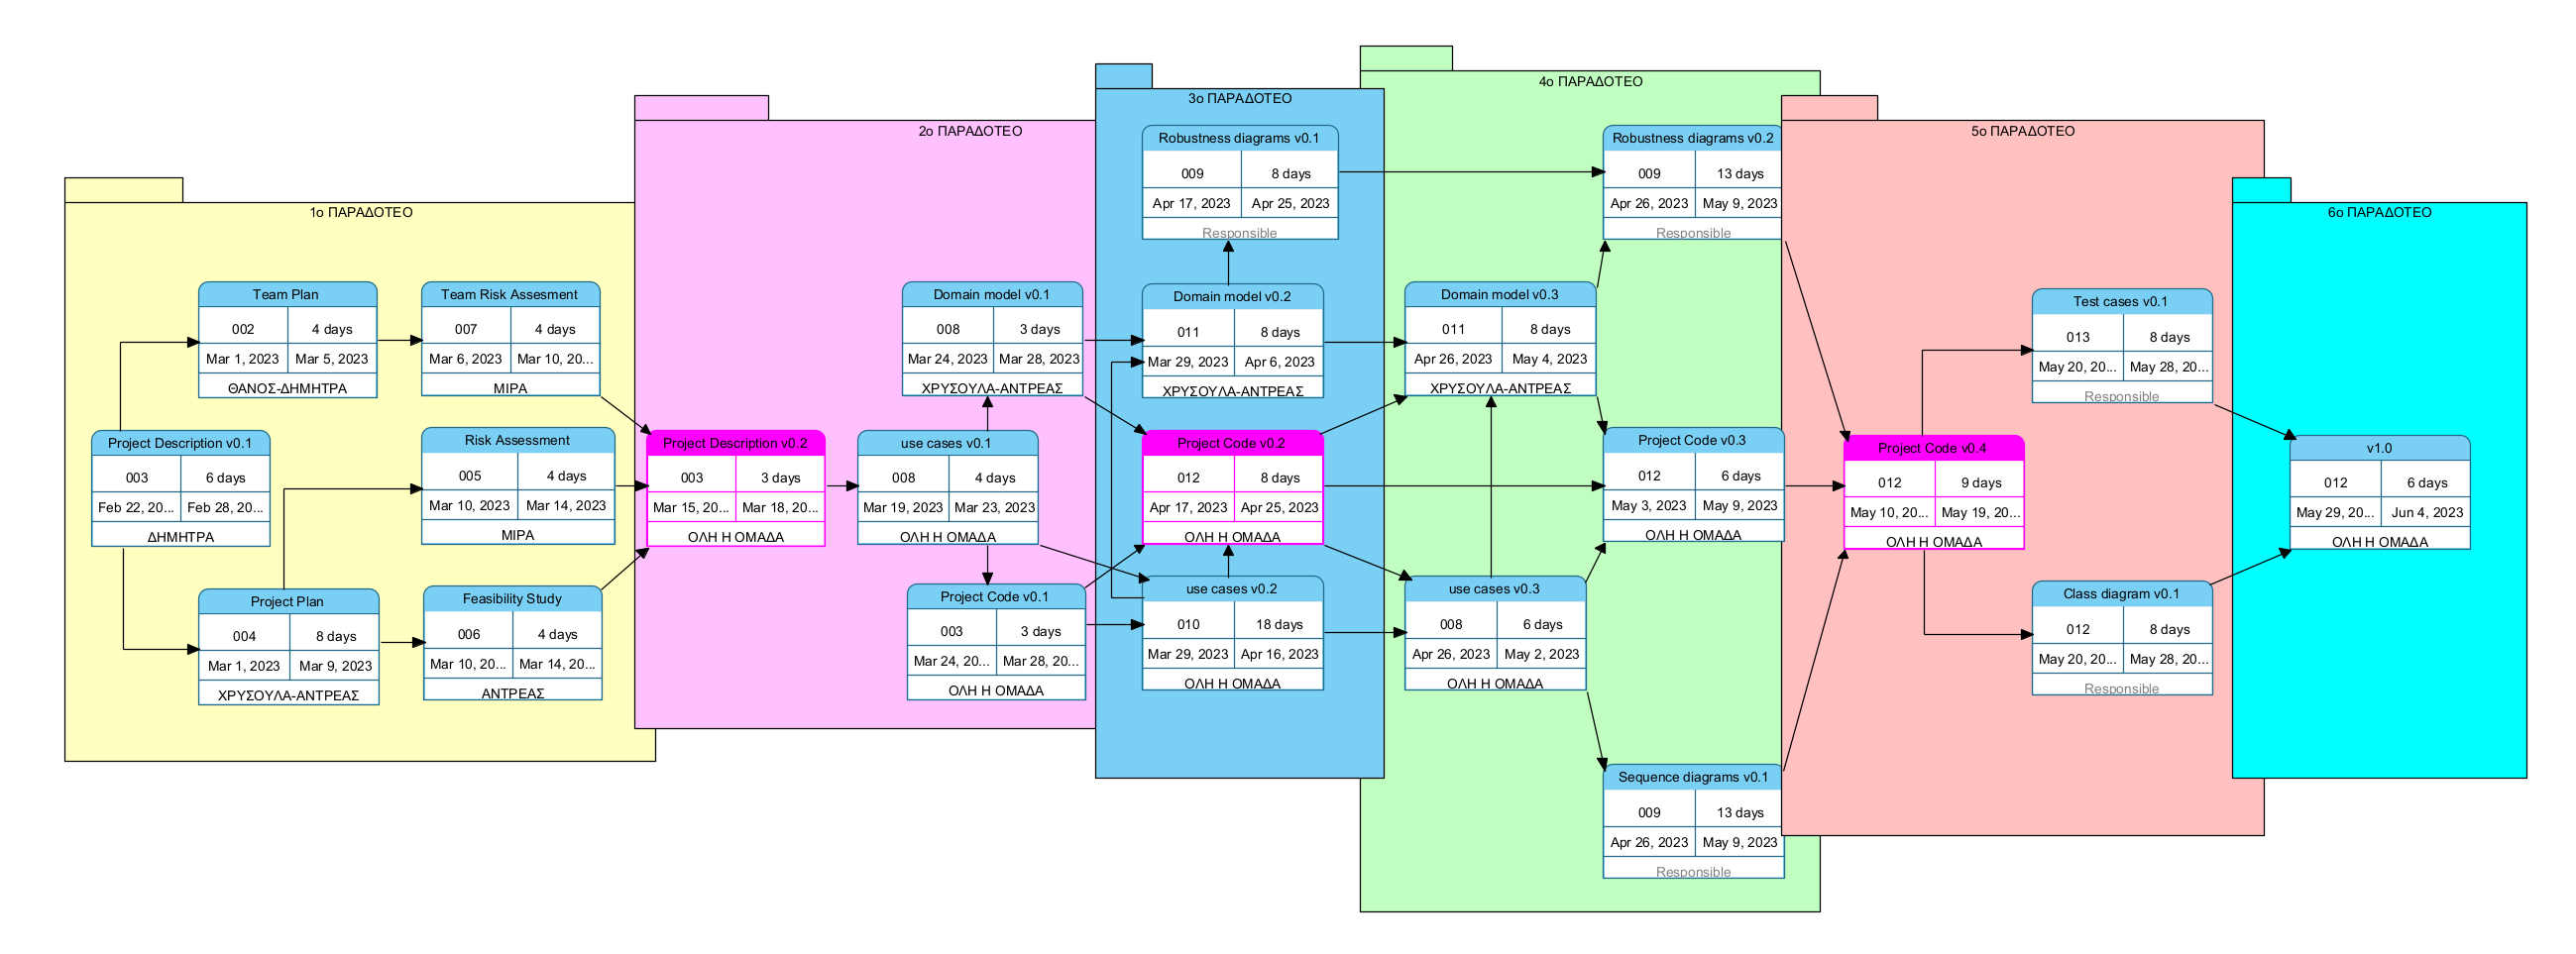 1ο ΠΑΡΑΔΟΤΕΟ
Team Plan
002 4 days
Mar 1, 2023 Mar 5, 2023
ΘΑΝΟΣ-ΔΗΜΗΤΡΑ
Team Risk Assesment
007 4 days
Mar 6, 2023 Mar 10, 20...
ΜΙΡΑ
Project Description v0.1
003 6 days
Feb 22, 20... Feb 28, 20...
ΔΗΜΗΤΡΑ
Risk Assessment
005 4 days
Mar 10, 2023 Mar 14, 2023
ΜΙΡΑ
Project Plan
004 8 days
Mar 1, 2023 Mar 9, 2023
ΧΡΥΣΟΥΛΑ-ΑΝΤΡΕΑΣ
Feasibility Study
006 4 days
Mar 10, 20... Mar 14, 20...
ΑΝΤΡΕΑΣ
2ο ΠΑΡΑΔΟΤΕΟ
Project Description v0.2
003 3 days
Mar 15, 20... Mar 18, 20...
ΟΛΗ Η ΟΜΑΔΑ
Domain model v0.1
008 3 days
Mar 24, 2023 Mar 28, 2023
ΧΡΥΣΟΥΛΑ-ΑΝΤΡΕΑΣ
use cases v0.1
008 4 days
Mar 19, 2023 Mar 23, 2023
ΟΛΗ Η ΟΜΑΔΑ
Project Code v0.1
003 3 days
Mar 24, 20... Mar 28, 20...
ΟΛΗ Η ΟΜΑΔΑ
3ο ΠΑΡΑΔΟΤΕΟ
Robustness diagrams v0.1
009 8 days
Apr 17, 2023 Apr 25, 2023
Responsible
Domain model v0.2
011 8 days
Mar 29, 2023 Apr 6, 2023
ΧΡΥΣΟΥΛΑ-ΑΝΤΡΕΑΣ
Project Code v0.2
012 8 days
Apr 17, 2023 Apr 25, 2023
ΟΛΗ Η ΟΜΑΔΑ
use cases v0.2
010 18 days
Mar 29, 2023 Apr 16, 2023
ΟΛΗ Η ΟΜΑΔΑ
4ο ΠΑΡΑΔΟΤΕΟ
Robustness diagrams v0.2
009 13 days
Apr 26, 2023 May 9, 2023
Responsible
Domain model v0.3
011 8 days
Apr 26, 2023 May 4, 2023
ΧΡΥΣΟΥΛΑ-ΑΝΤΡΕΑΣ
Project Code v0.3
012 6 days
May 3, 2023 May 9, 2023
ΟΛΗ Η ΟΜΑΔΑ
use cases v0.3
008 6 days
Apr 26, 2023 May 2, 2023
ΟΛΗ Η ΟΜΑΔΑ
Sequence diagrams v0.1
009 13 days
Apr 26, 2023 May 9, 2023
Responsible
5ο ΠΑΡΑΔΟΤΕΟ
Project Code v0.4
012 9 days
May 10, 20... May 19, 20...
ΟΛΗ Η ΟΜΑΔΑ
Test cases v0.1
013 8 days
May 20, 20... May 28, 20...
Responsible
Class diagram v0.1
012 8 days
May 20, 20... May 28, 20...
Responsible
6ο ΠΑΡΑΔΟΤΕΟ
v1.0
012 6 days
May 29, 20... Jun 4, 2023
ΟΛΗ Η ΟΜΑΔΑ